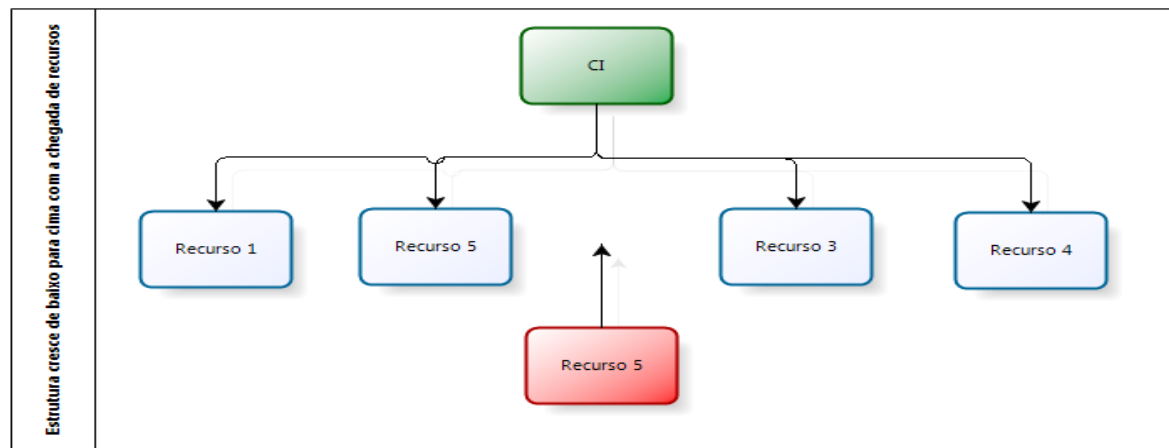 Estrutura cresce de baixo para cima com a chegada de recursos
CI
Recurso 1
Recurso 5
Recurso 3
Recurso 4
Recurso 5